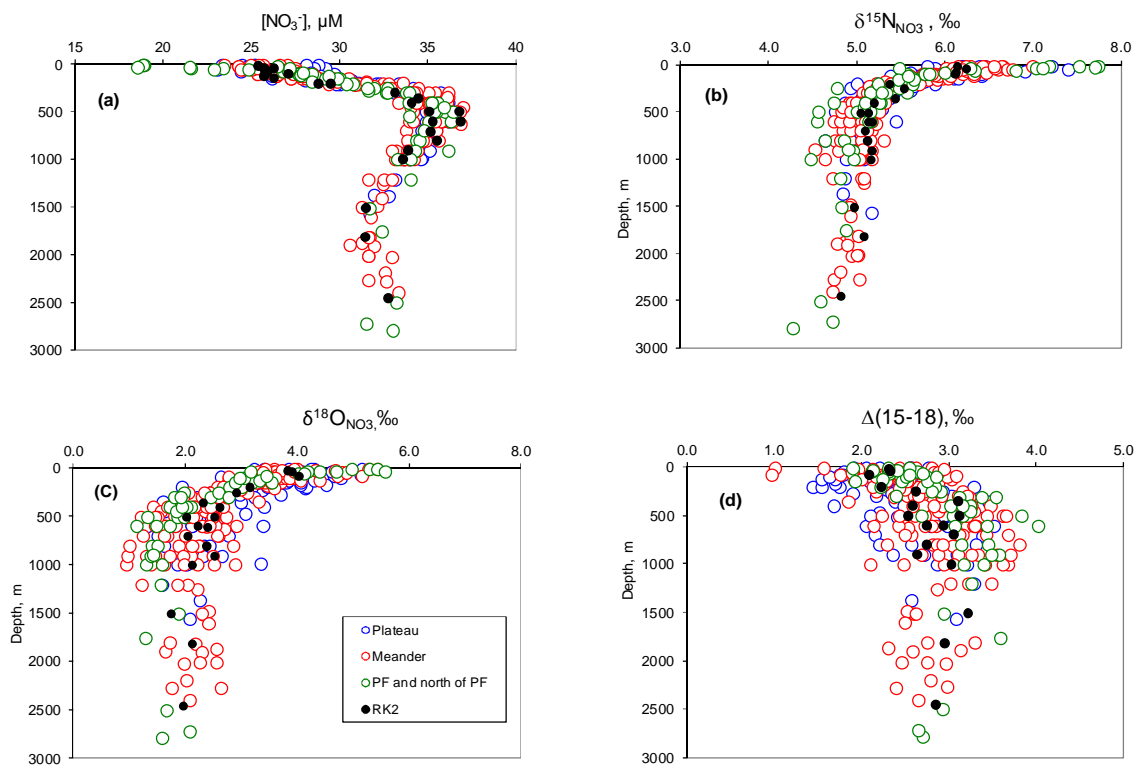 [NO₃⁻], µM
15 20 25 30 35 40
0
500
1000
1500
2000
2500
3000
(a)
δ¹⁵N_NO3 , ‰
3.0 4.0 5.0 6.0 7.0 8.0
0
500
1000
1500
2000
2500
3000
Depth, m
(b)
δ¹⁸O_NO3,‰
0.0 2.0 4.0 6.0 8.0
0
500
1000
1500
2000
2500
3000
Depth, m
(C)
Plateau
Meander
PF and north of PF
RK2
Δ(15-18), ‰
0.0 1.0 2.0 3.0 4.0 5.0
0
500
1000
1500
2000
2500
3000
Depth, m
(d)